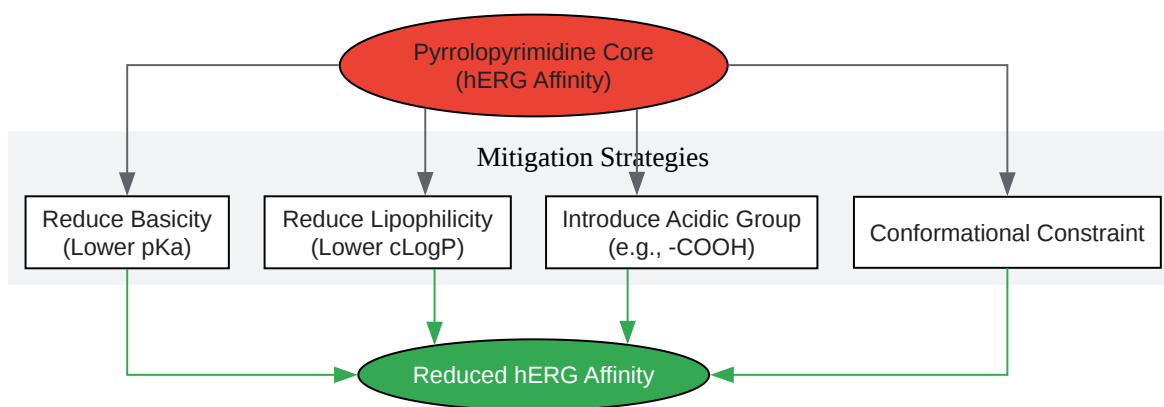 Pyrrolopyrimidine Core
(hERG Affinity)
Mitigation Strategies
Reduce Basicity
(Lower pKa)
Reduce Lipophilicity
(Lower cLogP)
Introduce Acidic Group
(e.g., -COOH)
Conformational Constraint
Reduced hERG Affinity